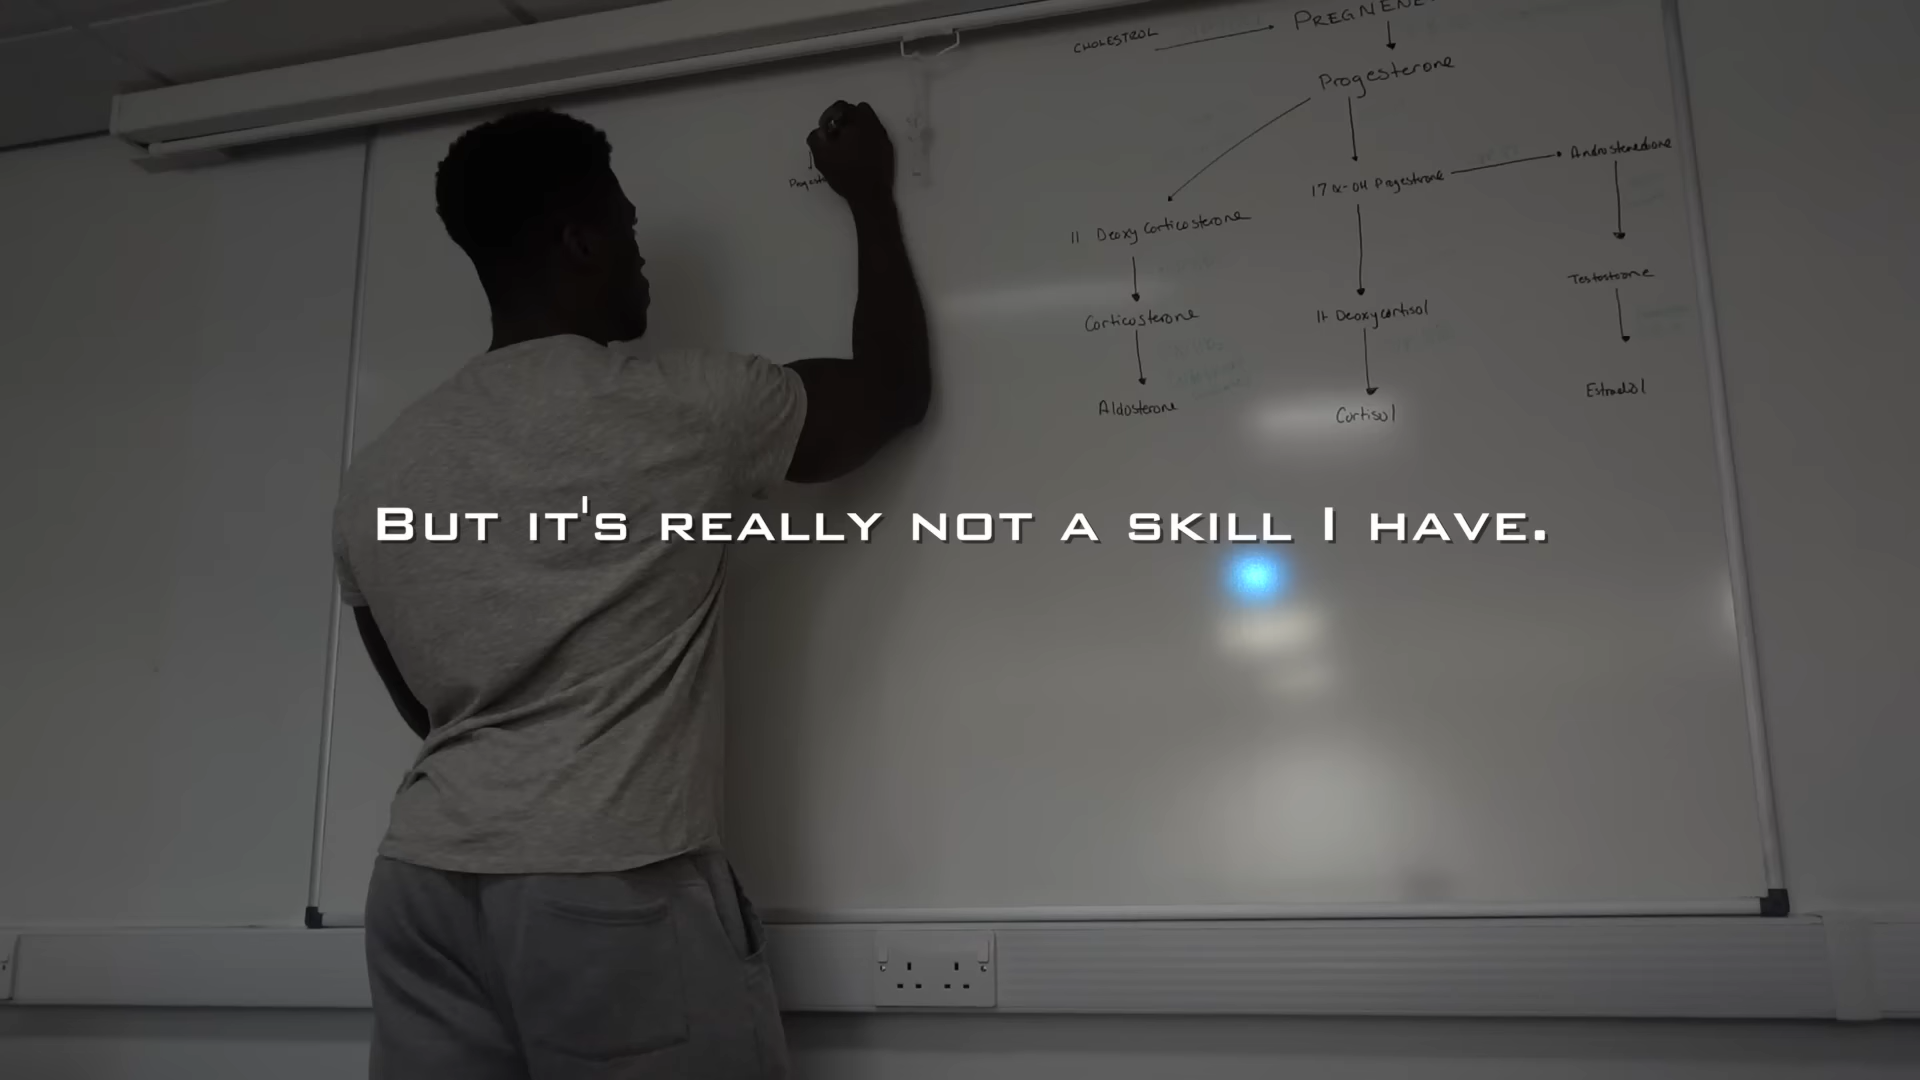 CHOLESTROL
PREGNENE
Progesterone
Androstenedione
17 α-OH Progestrone
11 Deoxy corticosterone
Testosterone
Corticosterone
11 Deoxycortisol
Estradiol
Aldosterone
Cortisol
BUT IT'S REALLY NOT A SKILL I HAVE.